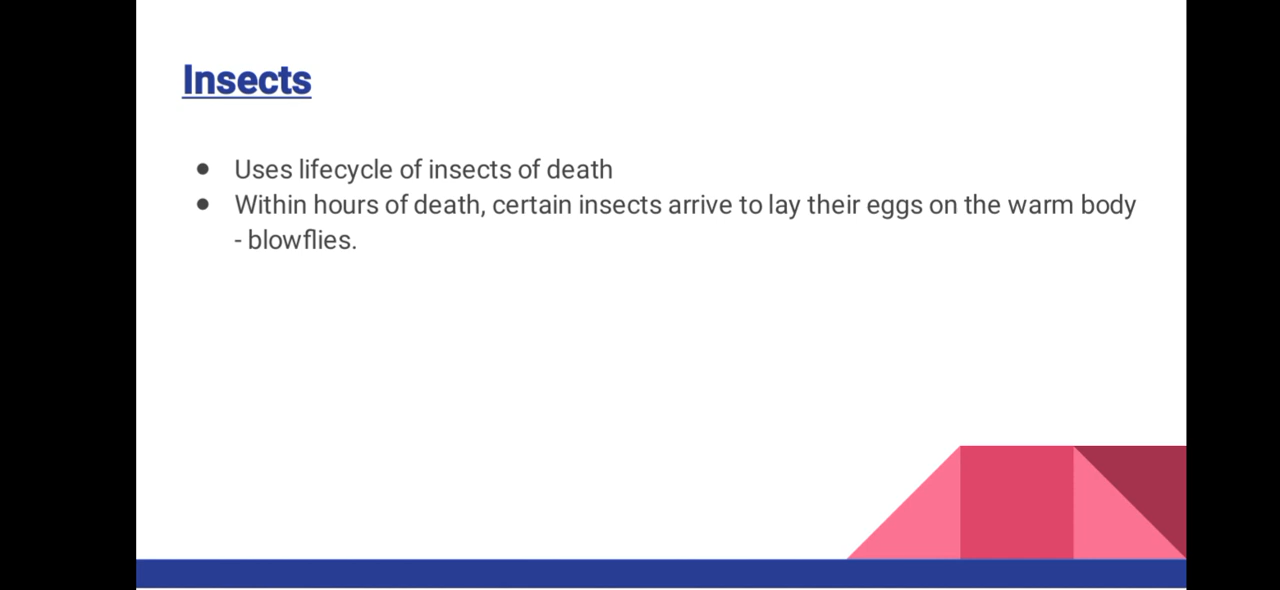 Insects
● Uses lifecycle of insects of death
● Within hours of death, certain insects arrive to lay their eggs on the warm body
- blowflies.